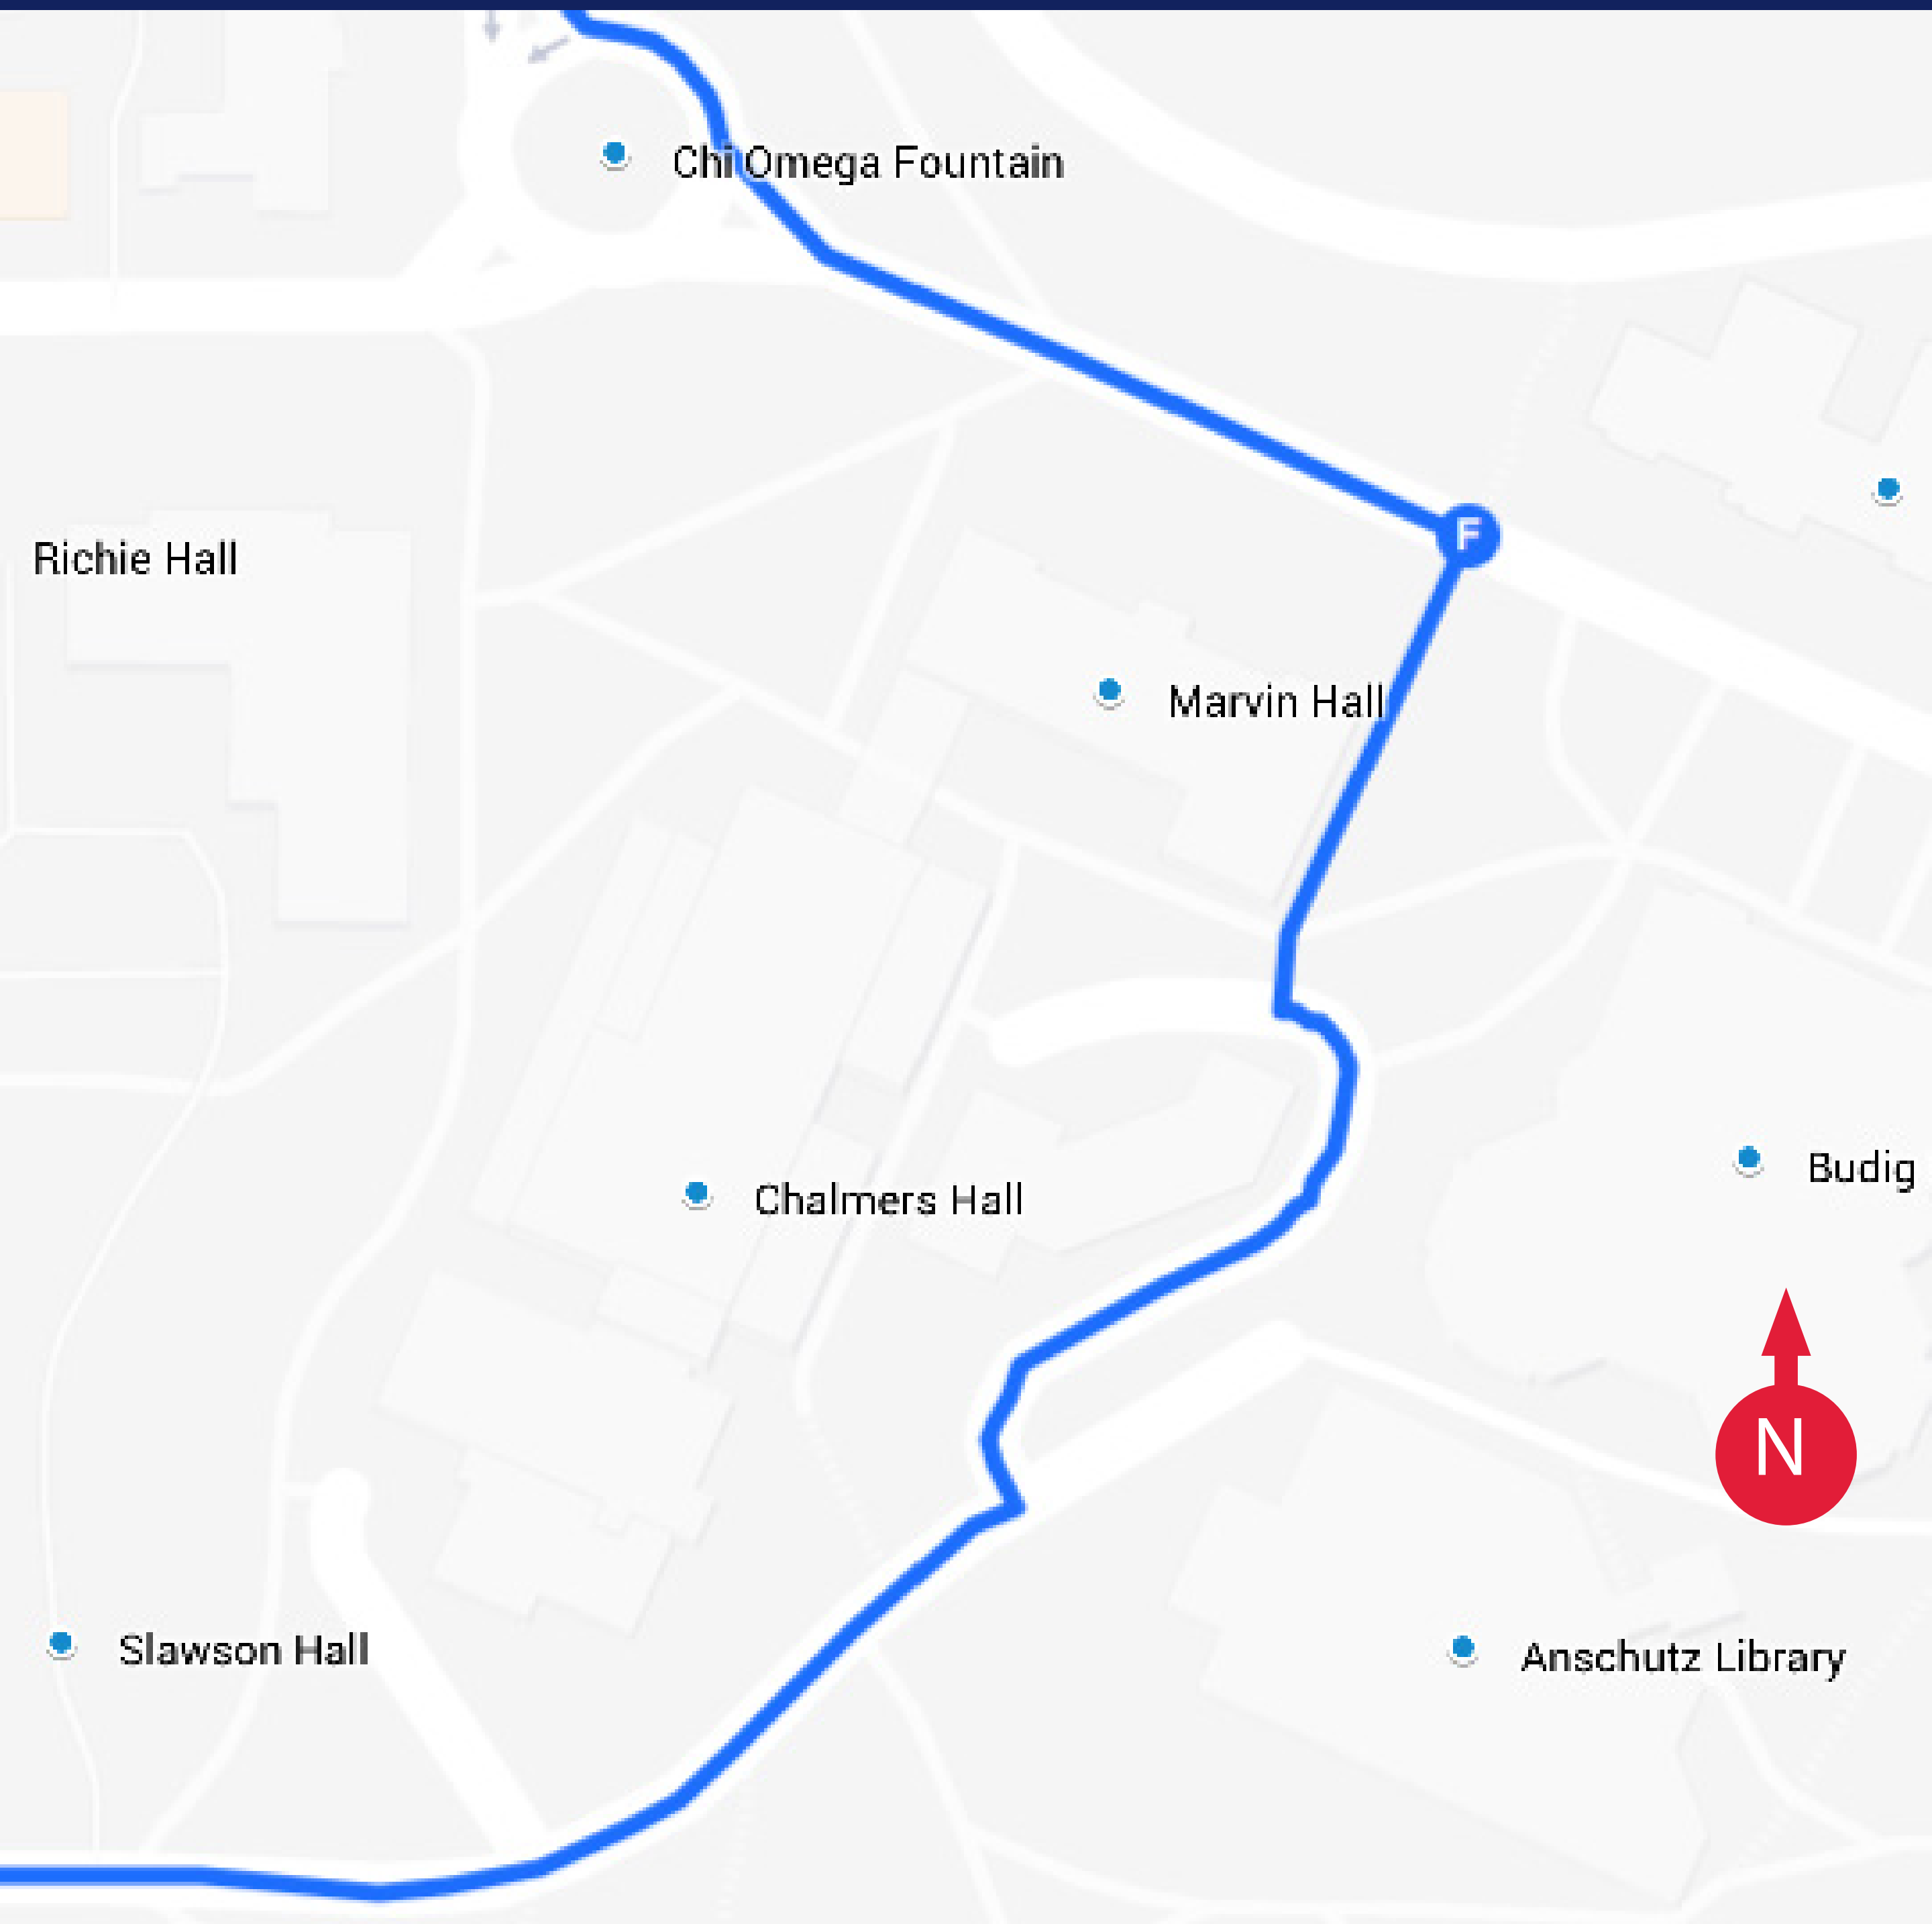 Chi Omega Fountain
F
Richie Hall
Marvin Hall
Budig
Chalmers Hall
N
Slawson Hall
Anschutz Library